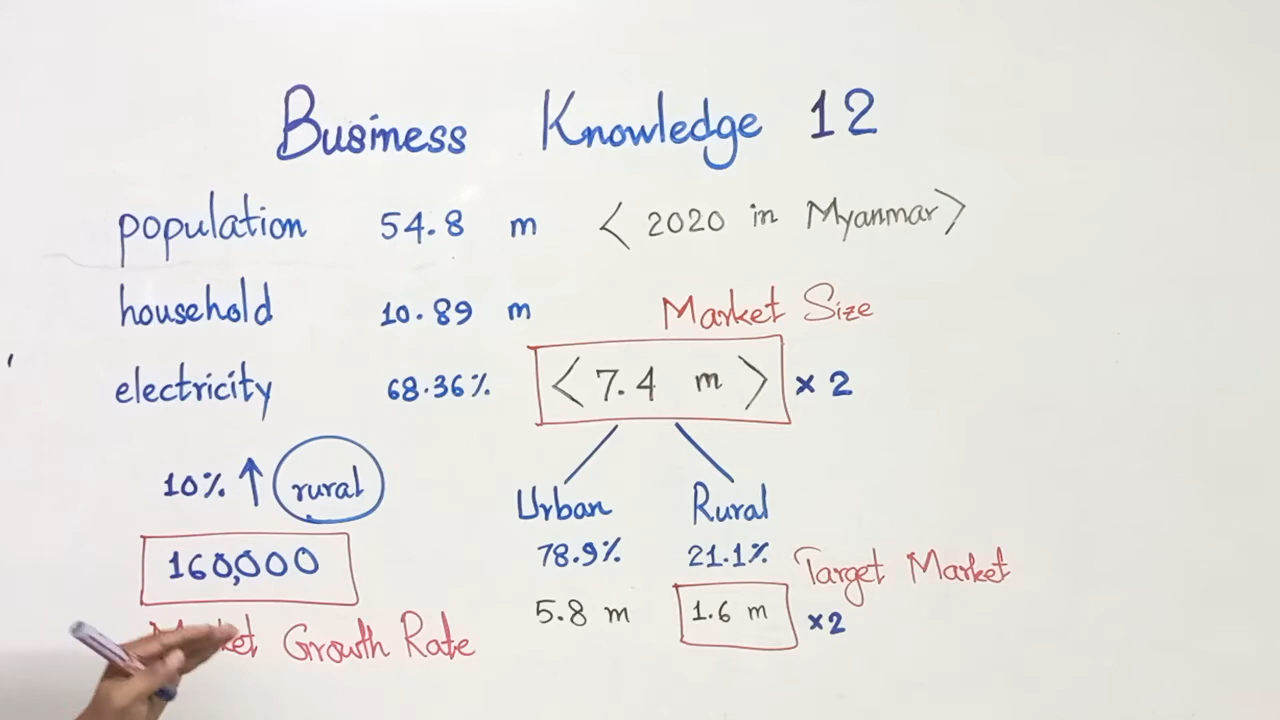 Business Knowledge 12
population 54.8 m < 2020 in Myanmar >
household 10.89 m
Market Size
electricity 68.36% < 7.4 m > × 2
10% ↑ rural
Urban Rural
78.9% 21.1%
Target Market
160,000
5.8 m 1.6 m ×2
Growth Rate